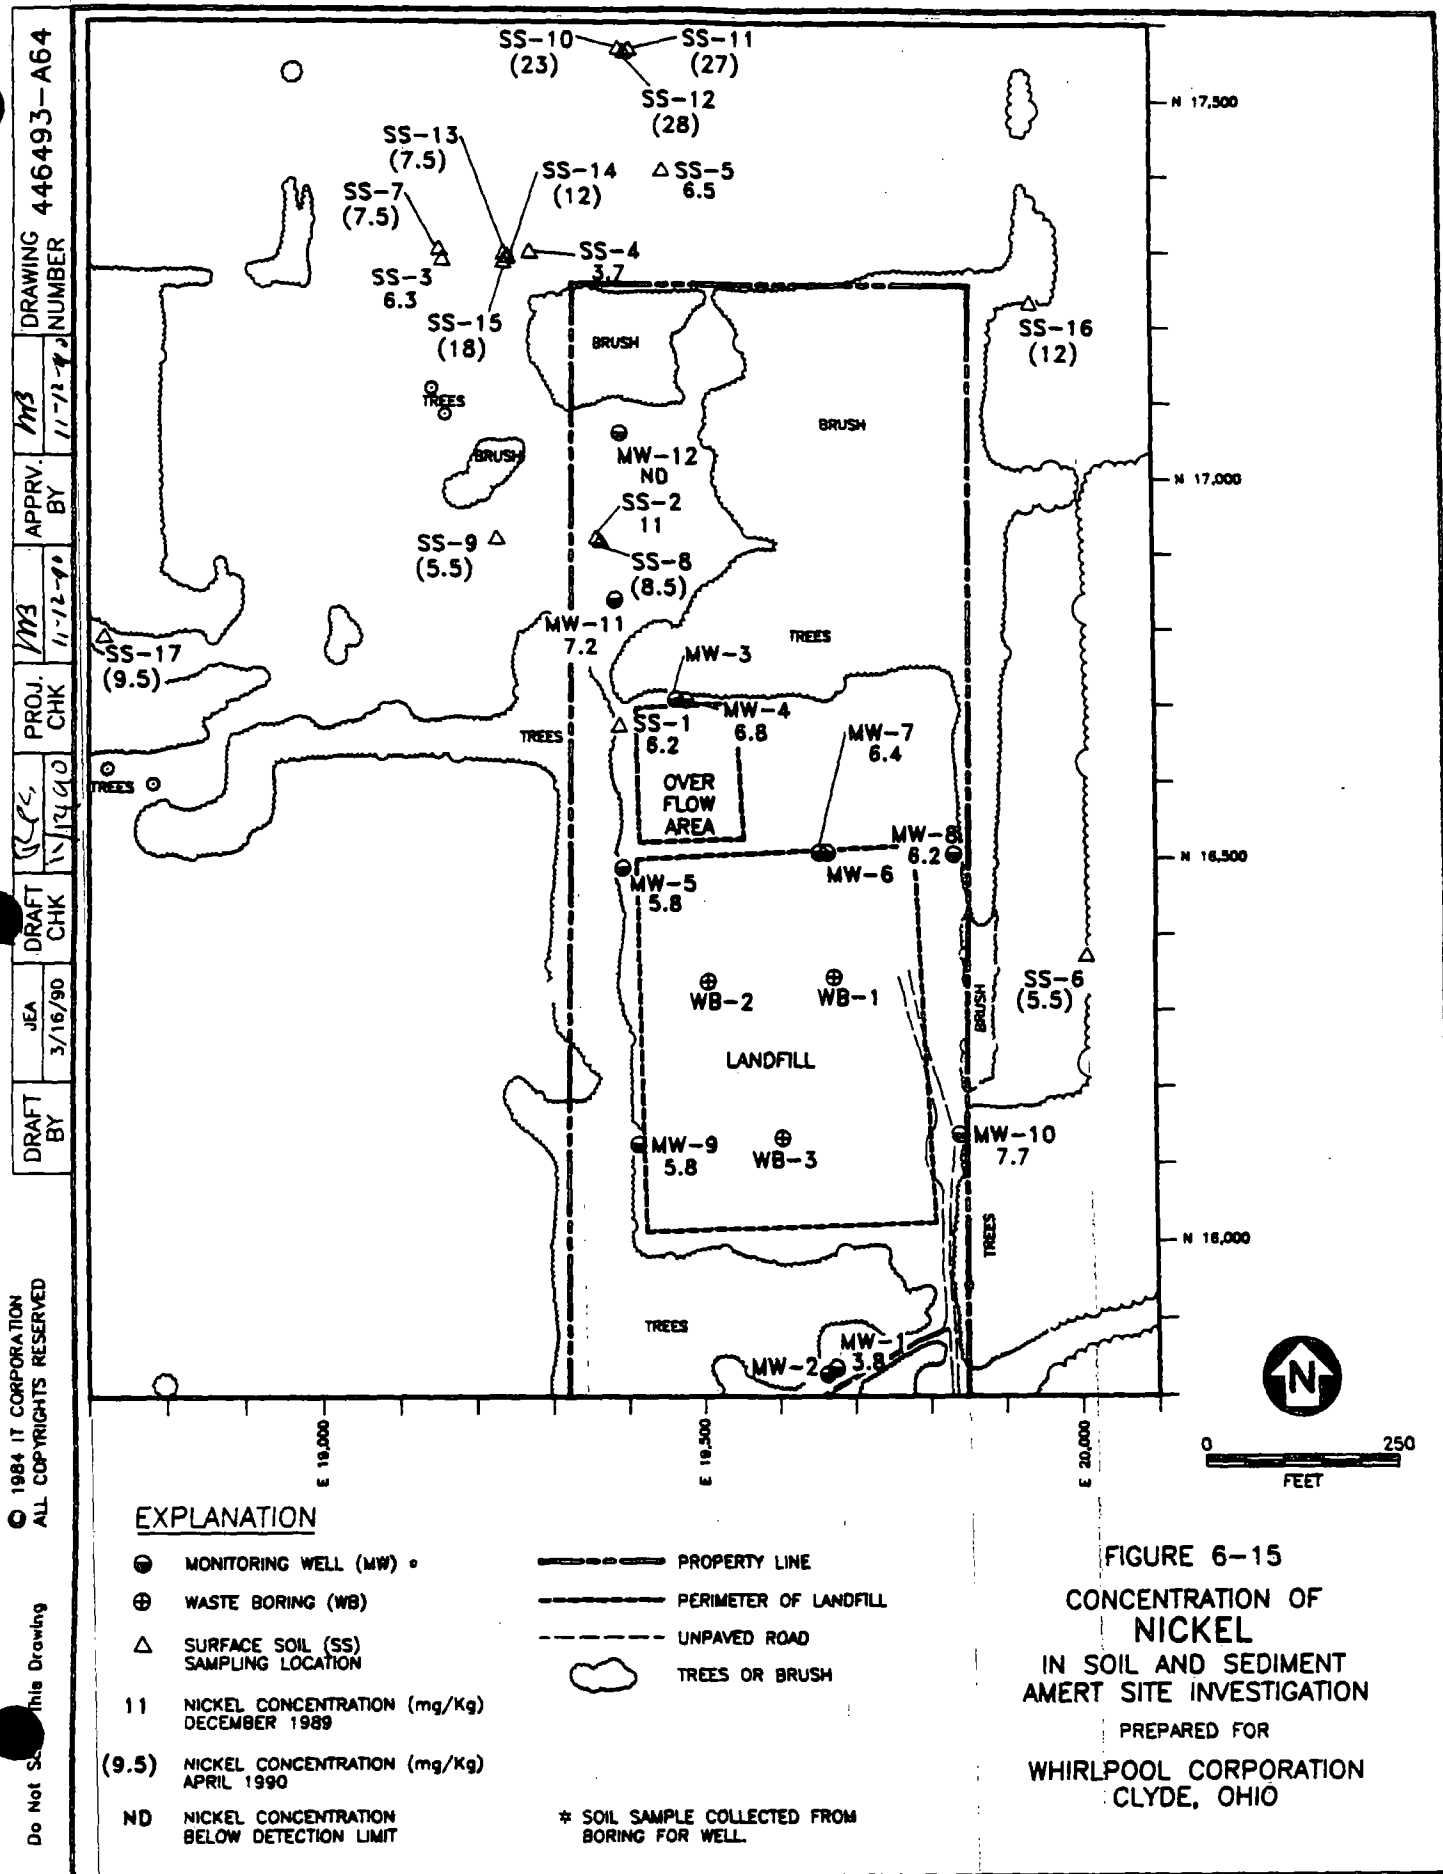 SS-10
(23)
SS-11
(27)
SS-12
(28)
N 17,500
SS-13
(7.5)
SS-14
(12)
SS-5
6.5
SS-7
(7.5)
SS-4
3.7
SS-3
6.3
SS-15
(18)
SS-16
(12)
BRUSH
TREES
BRUSH
BRUSH
MW-12
ND
N 17,000
SS-2
11
SS-9
(5.5)
SS-8
(8.5)
MW-11
7.2
TREES
SS-17
(9.5)
MW-3
MW-4
6.8
MW-7
6.4
TREES
SS-1
6.2
TREES
OVER
FLOW
AREA
MW-8
6.2
N 16,500
MW-5
5.8
MW-6
WB-2
WB-1
SS-6
(5.5)
BRUSH
LANDFILL
MW-9
5.8
WB-3
MW-10
7.7
TREES
N 16,000
TREES
MW-1
3.8
MW-2
E 19,000
E 19,500
E 20,000
N
0 250
FEET
EXPLANATION
MONITORING WELL (MW)
WASTE BORING (WB)
SURFACE SOIL (SS)
SAMPLING LOCATION
11 NICKEL CONCENTRATION (mg/Kg)
DECEMBER 1989
(9.5) NICKEL CONCENTRATION (mg/Kg)
APRIL 1990
ND NICKEL CONCENTRATION
BELOW DETECTION LIMIT
PROPERTY LINE
PERIMETER OF LANDFILL
UNPAVED ROAD
TREES OR BRUSH
* SOIL SAMPLE COLLECTED FROM
BORING FOR WELL.
FIGURE 6-15
CONCENTRATION OF
NICKEL
IN SOIL AND SEDIMENT
AMERT SITE INVESTIGATION
PREPARED FOR
WHIRLPOOL CORPORATION
CLYDE, OHIO
DRAWING 446493-A64
NUMBER
APPRV. MB
BY 11-12-90
PROJ. MB
CHK 11-12-90
DRAFT
CHK
DRAFT JEA
BY 3/16/90
© 1984 IT CORPORATION
ALL COPYRIGHTS RESERVED
Do Not This Drawing